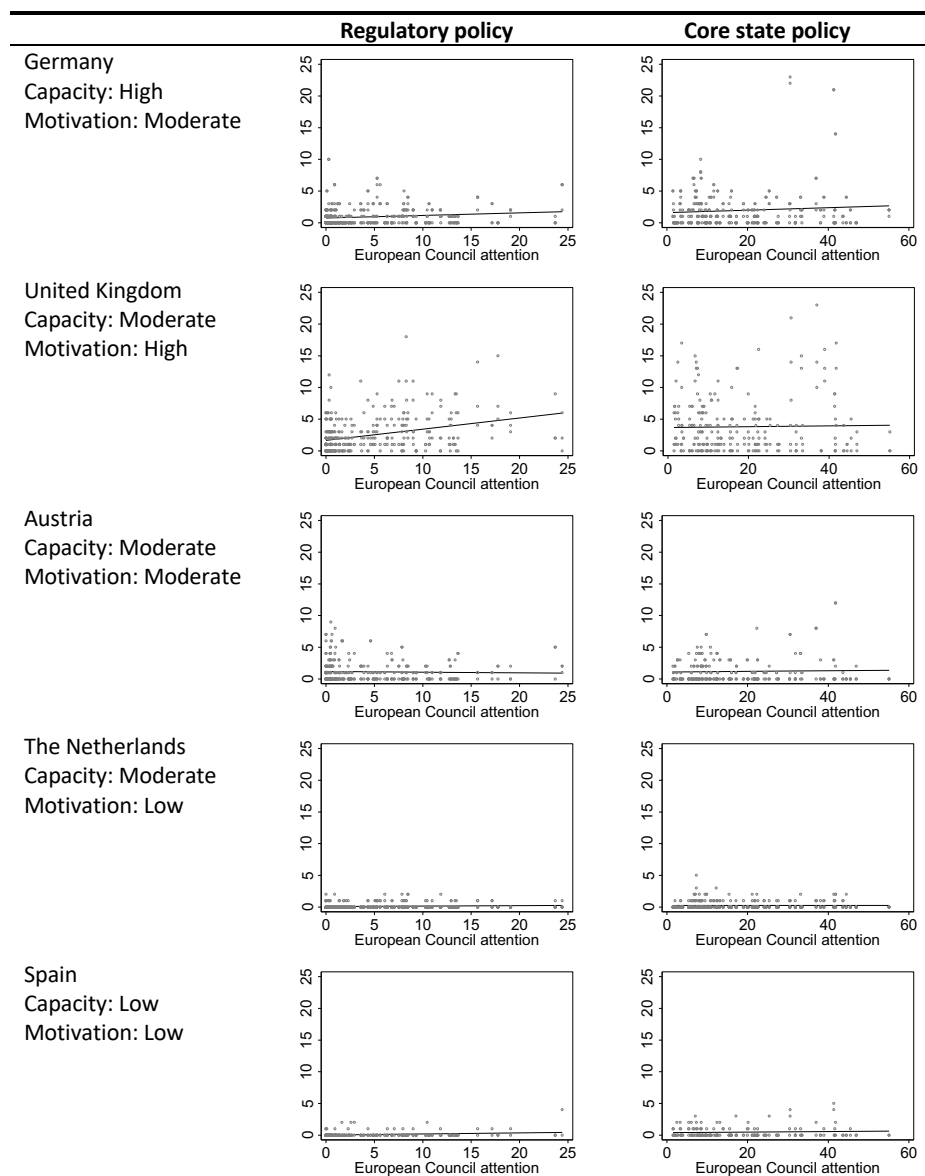 Regulatory policy Core state policy
Germany
Capacity: High
Motivation: Moderate
25
20
15
10
5
0
0 5 10 15 20 25
European Council attention
25
20
15
10
5
0
0 20 40 60
European Council attention
United Kingdom
Capacity: Moderate
Motivation: High
25
20
15
10
5
0
0 5 10 15 20 25
European Council attention
25
20
15
10
5
0
0 20 40 60
European Council attention
Austria
Capacity: Moderate
Motivation: Moderate
25
20
15
10
5
0
0 5 10 15 20 25
European Council attention
25
20
15
10
5
0
0 20 40 60
European Council attention
The Netherlands
Capacity: Moderate
Motivation: Low
25
20
15
10
5
0
0 5 10 15 20 25
European Council attention
25
20
15
10
5
0
0 20 40 60
European Council attention
Spain
Capacity: Low
Motivation: Low
25
20
15
10
5
0
0 5 10 15 20 25
European Council attention
25
20
15
10
5
0
0 20 40 60
European Council attention